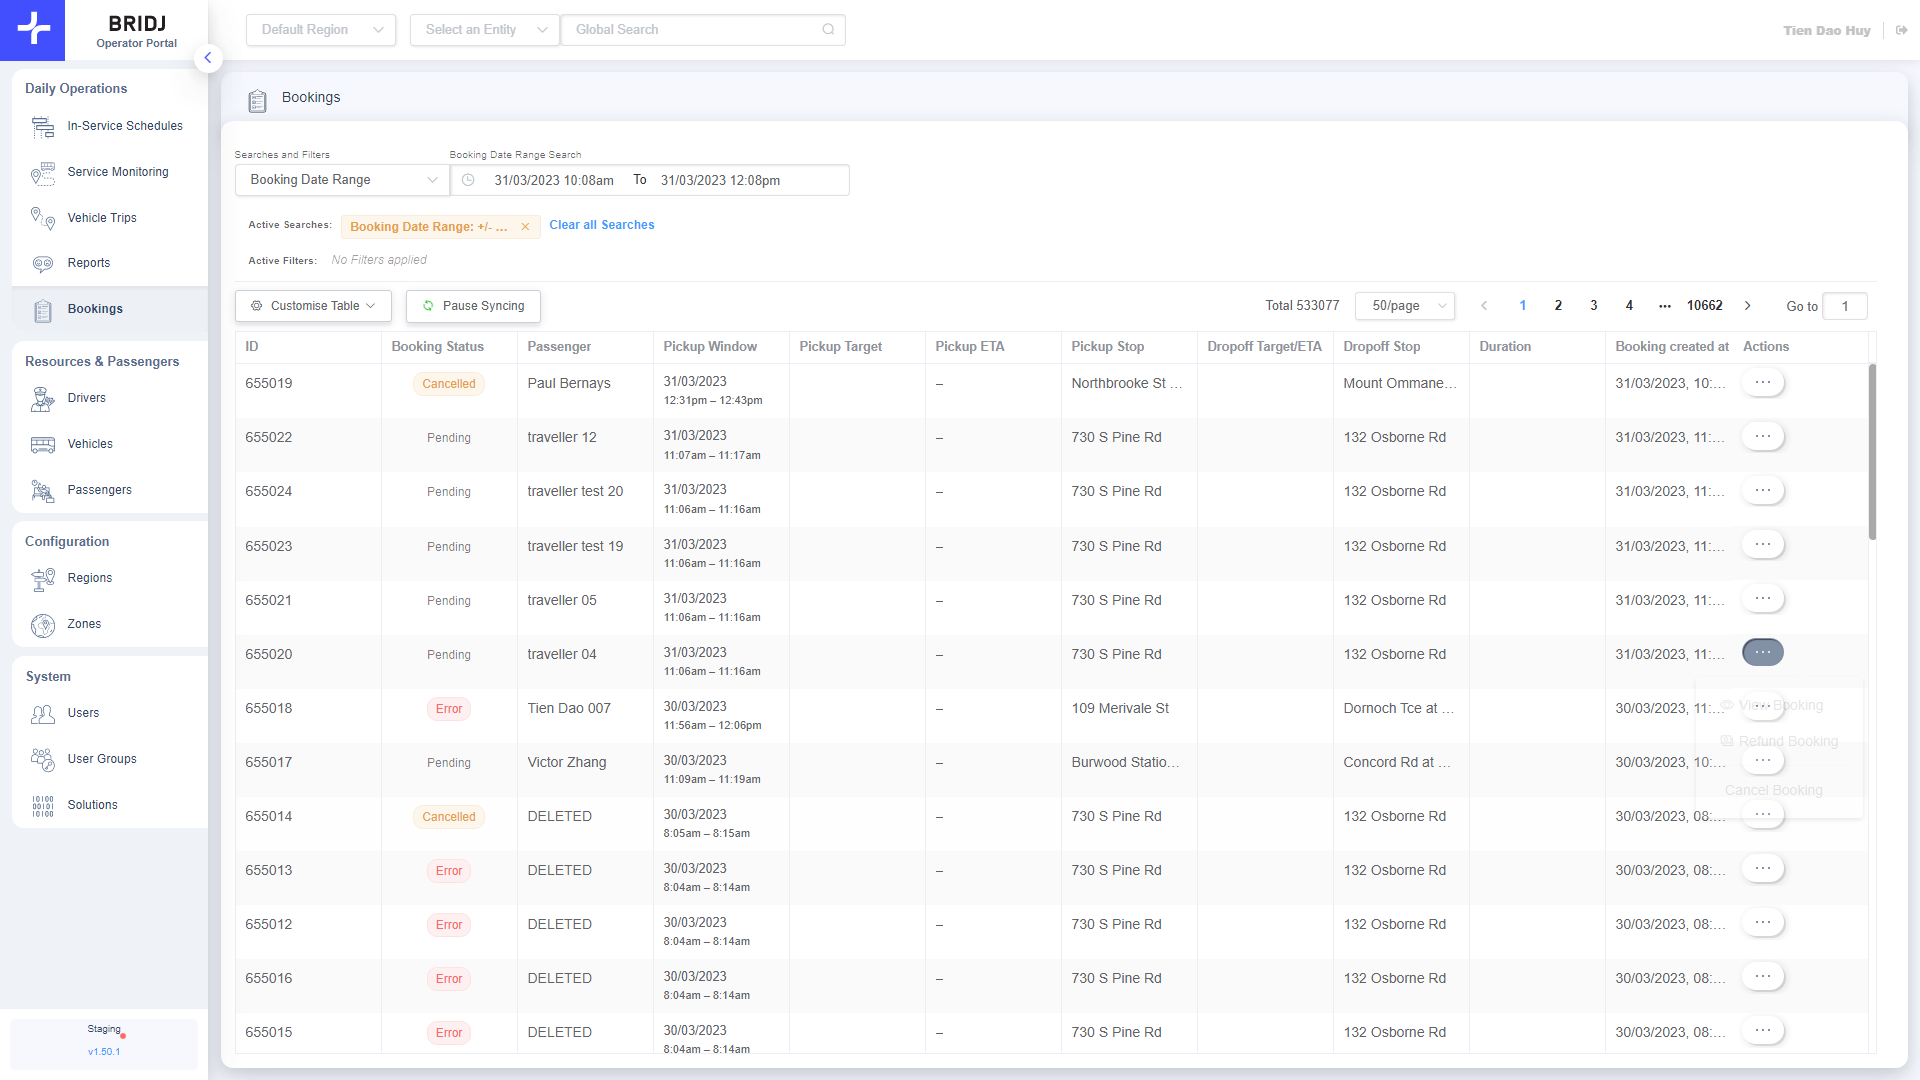 BRIDJ
Operator Portal
Default Region
Select an Entity
Global Search
Tien Dao Huy
Daily Operations
In-Service Schedules
Service Monitoring
Vehicle Trips
Reports
Bookings
Resources & Passengers
Drivers
Vehicles
Passengers
Configuration
Regions
Zones
System
Users
User Groups
Solutions
Staging
v1.50.1
Bookings
Searches and Filters
Booking Date Range Search
Booking Date Range
31/03/2023 10:08am To 31/03/2023 12:08pm
Active Searches: Booking Date Range: +/- ... × Clear all Searches
Active Filters: No Filters applied
Customise Table
Pause Syncing
Total 533077 50/page 1 2 3 4 ... 10662 Go to 1
ID Booking Status Passenger Pickup Window Pickup Target Pickup ETA Pickup Stop Dropoff Target/ETA Dropoff Stop Duration Booking created at Actions
655019 Cancelled Paul Bernays 31/03/2023 – Northbrooke St ... Mount Ommane... 31/03/2023, 10:... ...
12:31pm – 12:43pm
655022 Pending traveller 12 31/03/2023 – 730 S Pine Rd 132 Osborne Rd 31/03/2023, 11:... ...
11:07am – 11:17am
655024 Pending traveller test 20 31/03/2023 – 730 S Pine Rd 132 Osborne Rd 31/03/2023, 11:... ...
11:06am – 11:16am
655023 Pending traveller test 19 31/03/2023 – 730 S Pine Rd 132 Osborne Rd 31/03/2023, 11:... ...
11:06am – 11:16am
655021 Pending traveller 05 31/03/2023 – 730 S Pine Rd 132 Osborne Rd 31/03/2023, 11:... ...
11:06am – 11:16am
655020 Pending traveller 04 31/03/2023 – 730 S Pine Rd 132 Osborne Rd 31/03/2023, 11:... ...
11:06am – 11:16am
655018 Error Tien Dao 007 30/03/2023 – 109 Merivale St Dornoch Tce at ... 30/03/2023, 11:... ...
11:56am – 12:06pm
View Booking
Refund Booking
655017 Pending Victor Zhang 30/03/2023 – Burwood Statio... Concord Rd at ... 30/03/2023, 10:... ...
11:09am – 11:19am
Cancel Booking
655014 Cancelled DELETED 30/03/2023 – 730 S Pine Rd 132 Osborne Rd 30/03/2023, 08:... ...
8:05am – 8:15am
655013 Error DELETED 30/03/2023 – 730 S Pine Rd 132 Osborne Rd 30/03/2023, 08:... ...
8:04am – 8:14am
655012 Error DELETED 30/03/2023 – 730 S Pine Rd 132 Osborne Rd 30/03/2023, 08:... ...
8:04am – 8:14am
655016 Error DELETED 30/03/2023 – 730 S Pine Rd 132 Osborne Rd 30/03/2023, 08:... ...
8:04am – 8:14am
655015 Error DELETED 30/03/2023 – 730 S Pine Rd 132 Osborne Rd 30/03/2023, 08:... ...
8:04am – 8:14am